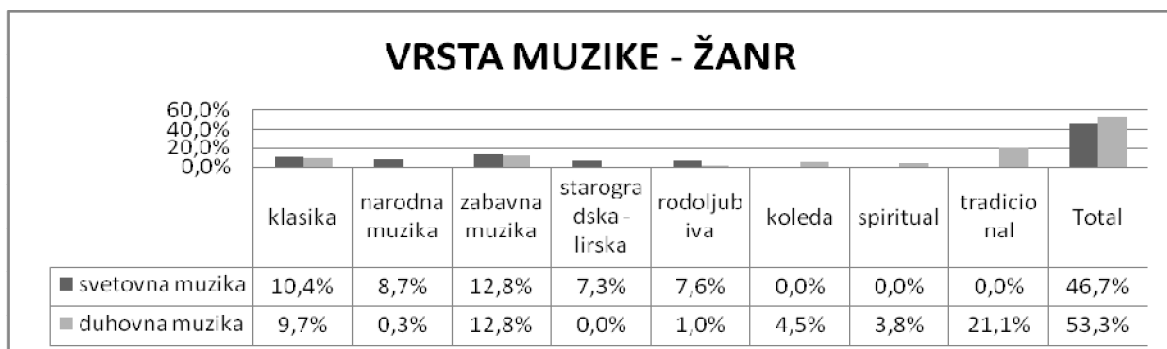 VRSTA MUZIKE - ŽANR
60,0%
40,0%
20,0%
0,0%
klasika
narodna
muzika
zabavna
muzika
starogra
dska -
lirska
rodoljub
iva
koleda
spiritual
tradicio
nal
Total
svetovna muzika 10,4% 8,7% 12,8% 7,3% 7,6% 0,0% 0,0% 0,0% 46,7%
duhovna muzika 9,7% 0,3% 12,8% 0,0% 1,0% 4,5% 3,8% 21,1% 53,3%